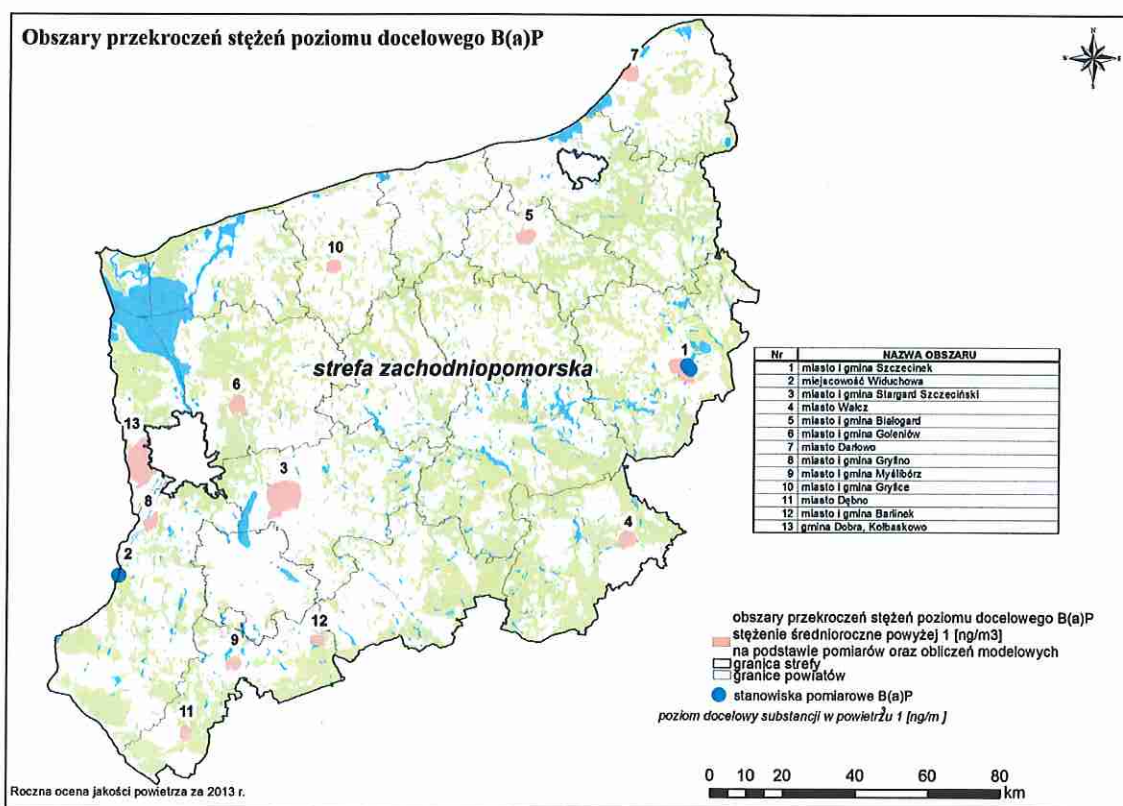 Obszary przekroczeń stężeń poziomu docelowego B(a)P
N
W
E
S
7
5
10
1
strefa zachodniopomorska
6
13
3
8
4
2
12
9
11
Nr NAZWA OBSZARU
1 miasto i gmina Szczecinek
2 miejscowość Widuchowa
3 miasto i gmina Stargard Szczeciński
4 miasto Wałcz
5 miasto i gmina Białogard
6 miasto i gmina Goleniów
7 miasto Darłowo
8 miasto i gmina Gryfino
9 miasto i gmina Myślibórz
10 miasto i gmina Gryfice
11 miasto Dębno
12 miasto i gmina Barlinek
13 gmina Dobra, Kołbaskowo
obszary przekroczeń stężeń poziomu docelowego B(a)P
stężenie średnioroczne powyżej 1 [ng/m3]
na podstawie pomiarów oraz obliczeń modelowych
granica strefy
granice powiatów
stanowiska pomiarowe B(a)P
poziom docelowy substancji w powietrzu 1 [ng/m³]
0 10 20 40 60 80
km
Roczna ocena jakości powietrza za 2013 r.